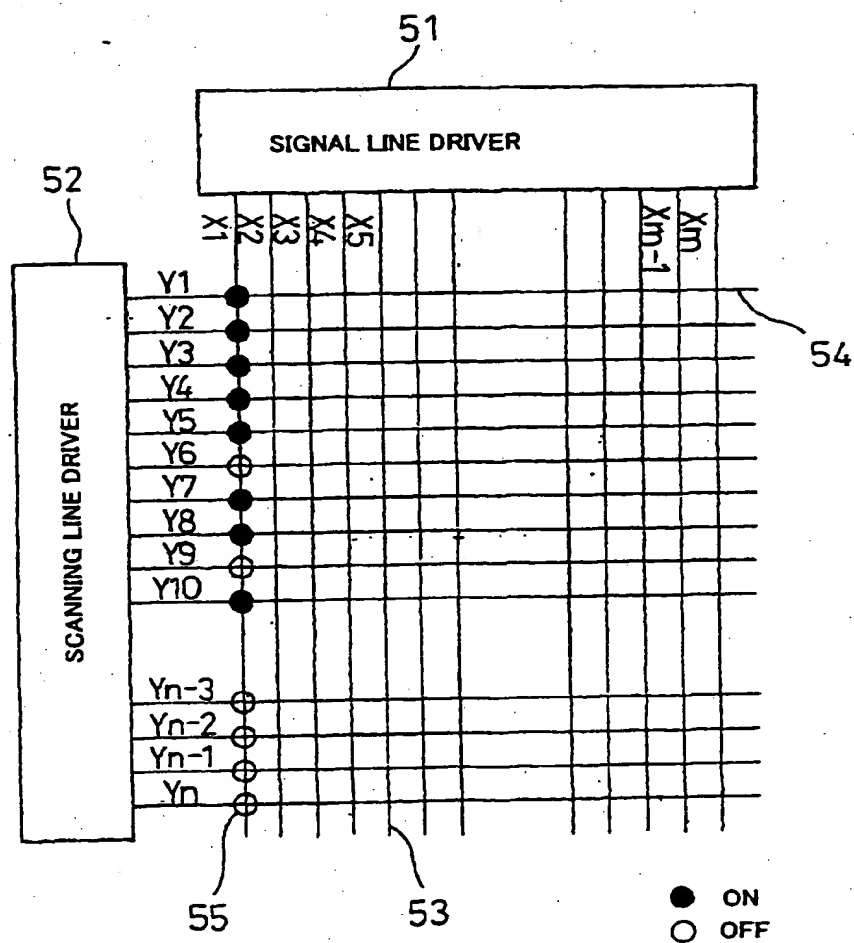 51
SIGNAL LINE DRIVER
52
X1 X2 X3 X4 X5 Xm-1 Xm
SCANNING LINE DRIVER
Y1
54
Y2
Y3
Y4
Y5
Y6
Y7
Y8
Y9
Y10
Yn-3
Yn-2
Yn-1
Yn
55
53
ON
OFF